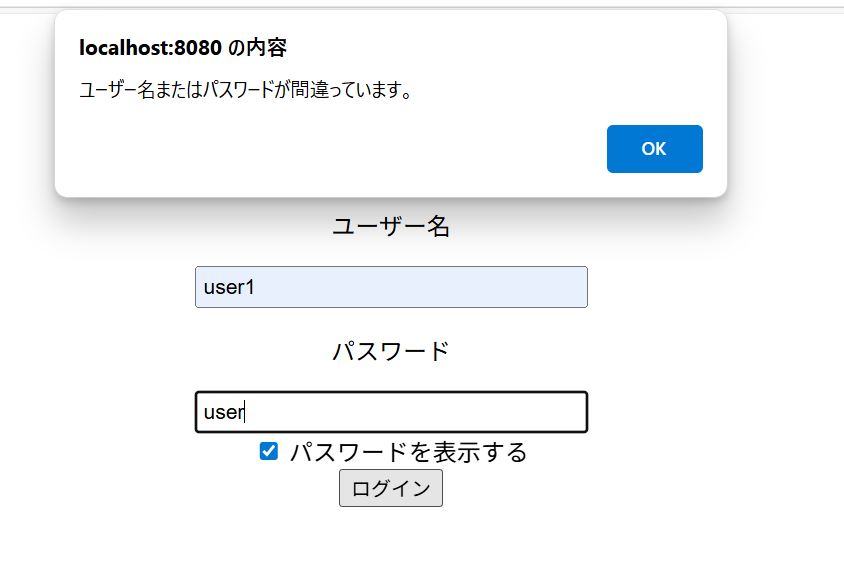 localhost:8080 の内容
ユーザー名またはパスワードが間違っています。
OK
ユーザー名
user1
パスワード
user
パスワードを表示する
ログイン